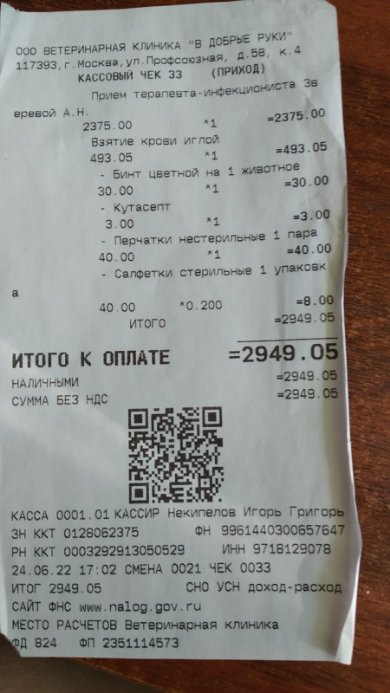 ООО ВЕТЕРИНАРНАЯ КЛИНИКА "В ДОБРЫЕ РУКИ"
117393,г.Москва,ул.Профсоюзная, д.58, к.4
КАССОВЫЙ ЧЕК 33 (ПРИХОД)
Прием терапевта-инфекциониста Зв
еревой А.Н.
2375.00 *1 =2375.00
Взятие крови иглой
493.05 *1 =493.05
- Бинт цветной на 1 животное
30.00 *1 =30.00
- Кутасепт
3.00 *1 =3.00
- Перчатки нестерильные 1 пара
40.00 *1 =40.00
- Салфетки стерильные 1 упаковк
а
40.00 *0.200 =8.00
ИТОГО =2949.05
ИТОГО К ОПЛАТЕ =2949.05
НАЛИЧНЫМИ =2949.05
СУММА БЕЗ НДС =2949.05
КАССА 0001.01 КАССИР Некипелов Игорь Григорь
ЗН ККТ 0128062375 ФН 9961440300657647
РН ККТ 0003292913050529 ИНН 9718129078
24.06.22 17:02 СМЕНА 0021 ЧЕК 0033
ИТОГ 2949.05 СНО УСН доход-расход
САЙТ ФНС www.nalog.gov.ru
МЕСТО РАСЧЕТОВ Ветеринарная клиника
ФД 824 ФП 2351114573